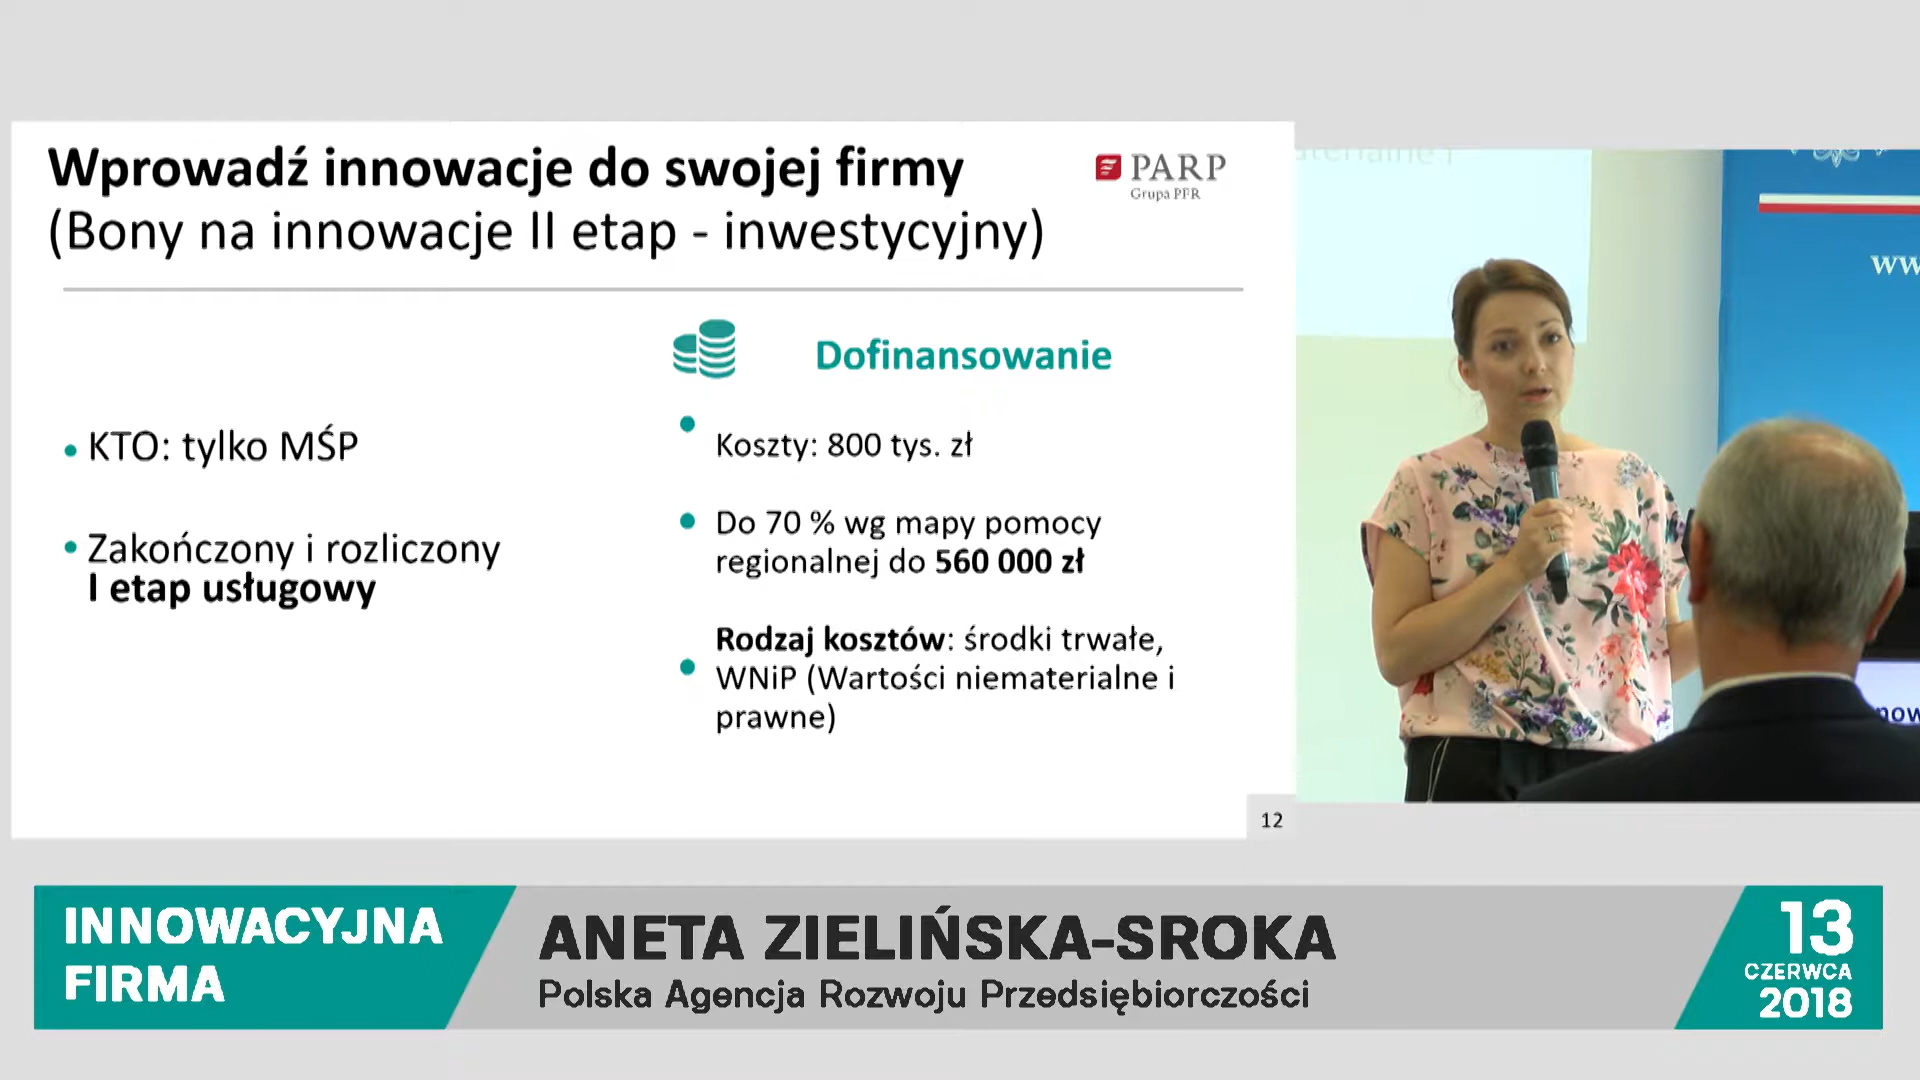 Wprowadź innowacje do swojej firmy
(Bony na innowacje II etap - inwestycyjny)
PARP
Grupa PFR
Dofinansowanie
• KTO: tylko MŚP
• Zakończony i rozliczony
I etap usługowy
• Koszty: 800 tys. zł
• Do 70 % wg mapy pomocy
regionalnej do 560 000 zł
• Rodzaj kosztów: środki trwałe,
WNiP (Wartości niematerialne i
prawne)
12
ww
INNOWACYJNA
FIRMA
ANETA ZIELIŃSKA-SROKA
Polska Agencja Rozwoju Przedsiębiorczości
13
CZERWCA
2018